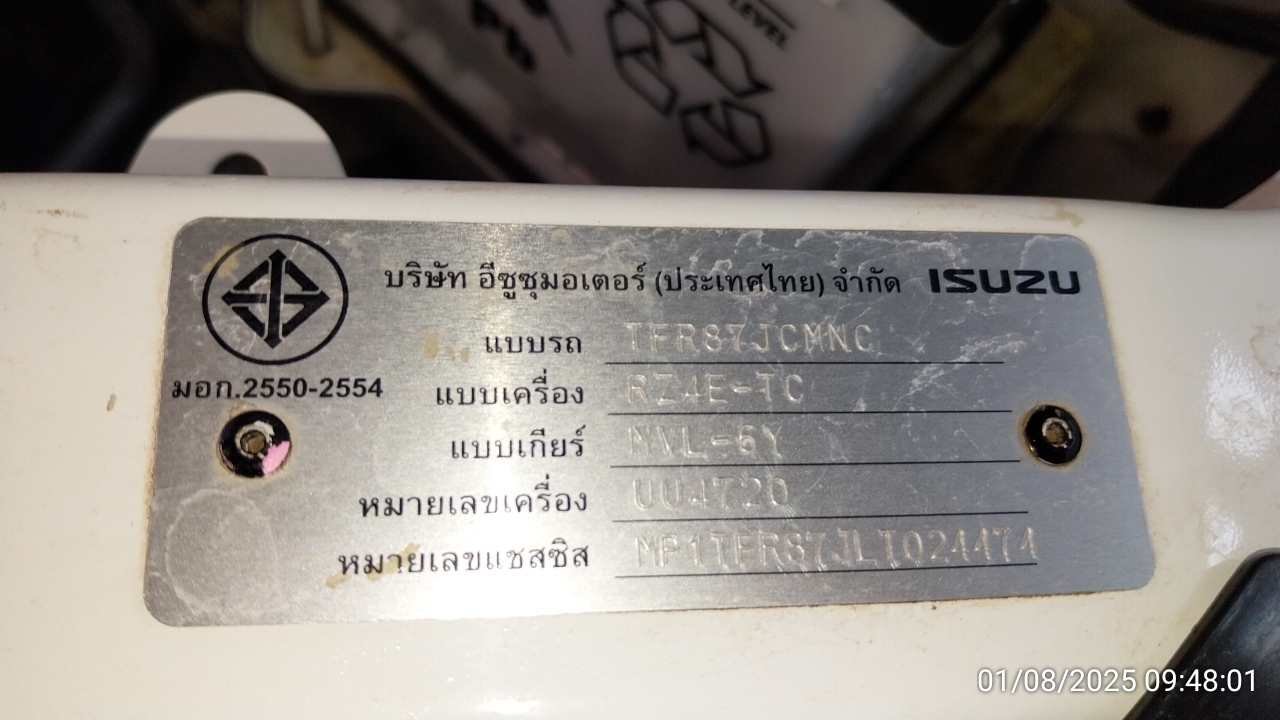 LEVEL
บริษัท อีซูซุมอเตอร์ (ประเทศไทย) จำกัด ISUZU
แบบรถ TFR87JCMNC
มอก.2550-2554
แบบเครื่อง RZ4E-TC
แบบเกียร์ MVL-6Y
หมายเลขเครื่อง UU4720
หมายเลขแชสซิส MP1TFR87JLT024474
01/08/2025 09:48:01